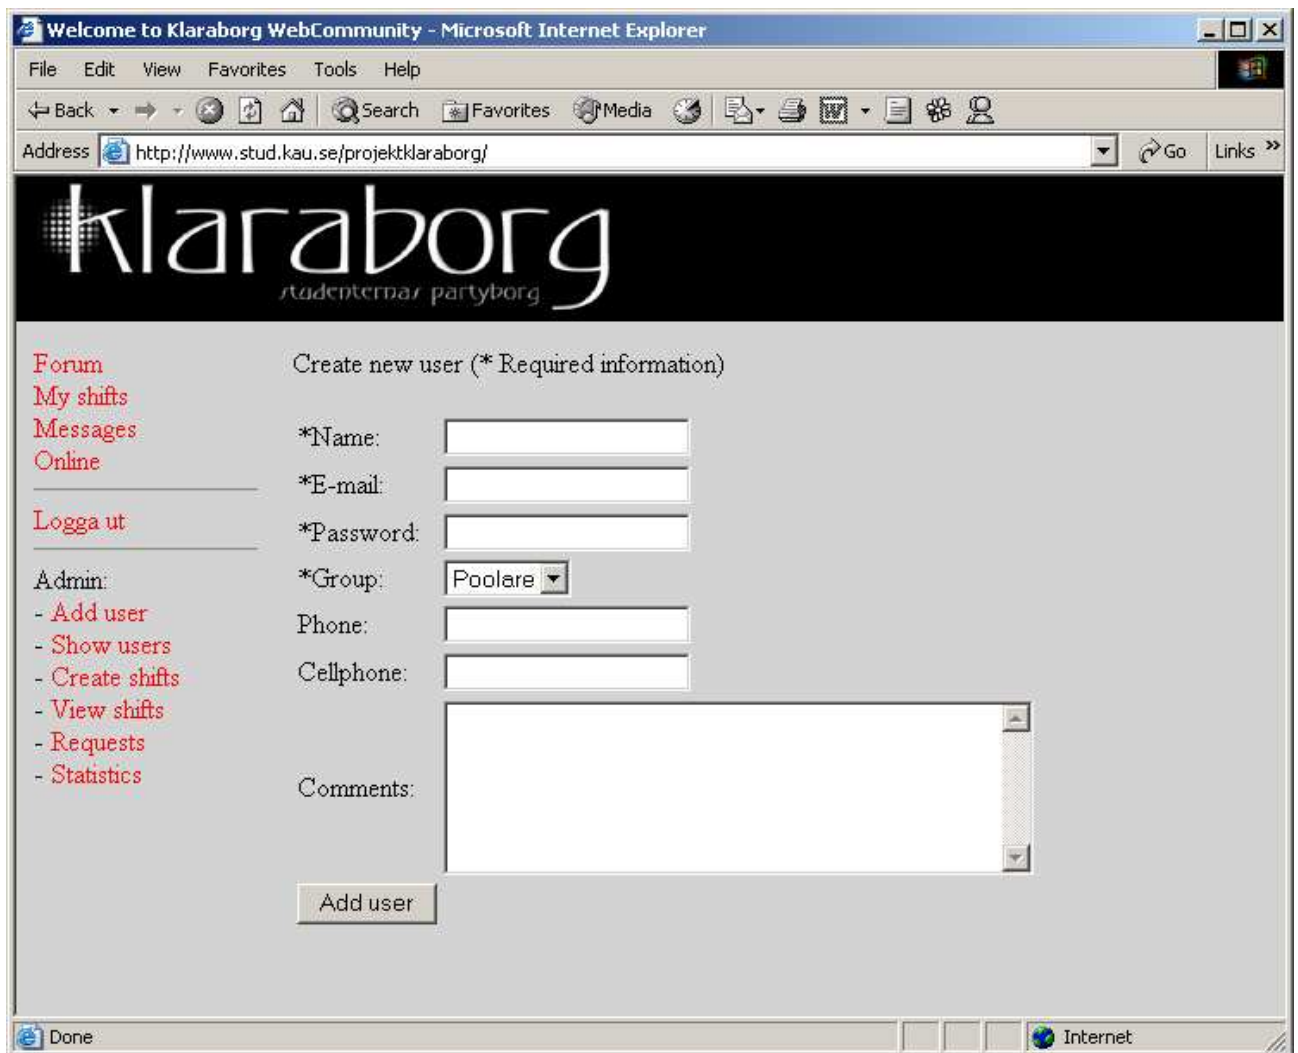 Welcome to Klaraborg WebCommunity - Microsoft Internet Explorer
File Edit View Favorites Tools Help
Back Search Favorites Media
Address http://www.stud.kau.se/projektklaraborg/ Go Links »
klaraborg
studenternas partyborg
Forum
My shifts
Messages
Online
Logga ut
Admin:
- Add user
- Show users
- Create shifts
- View shifts
- Requests
- Statistics
Create new user (* Required information)
*Name:
*E-mail:
*Password:
*Group: Poolare
Phone:
Cellphone:
Comments:
Add user
Done Internet